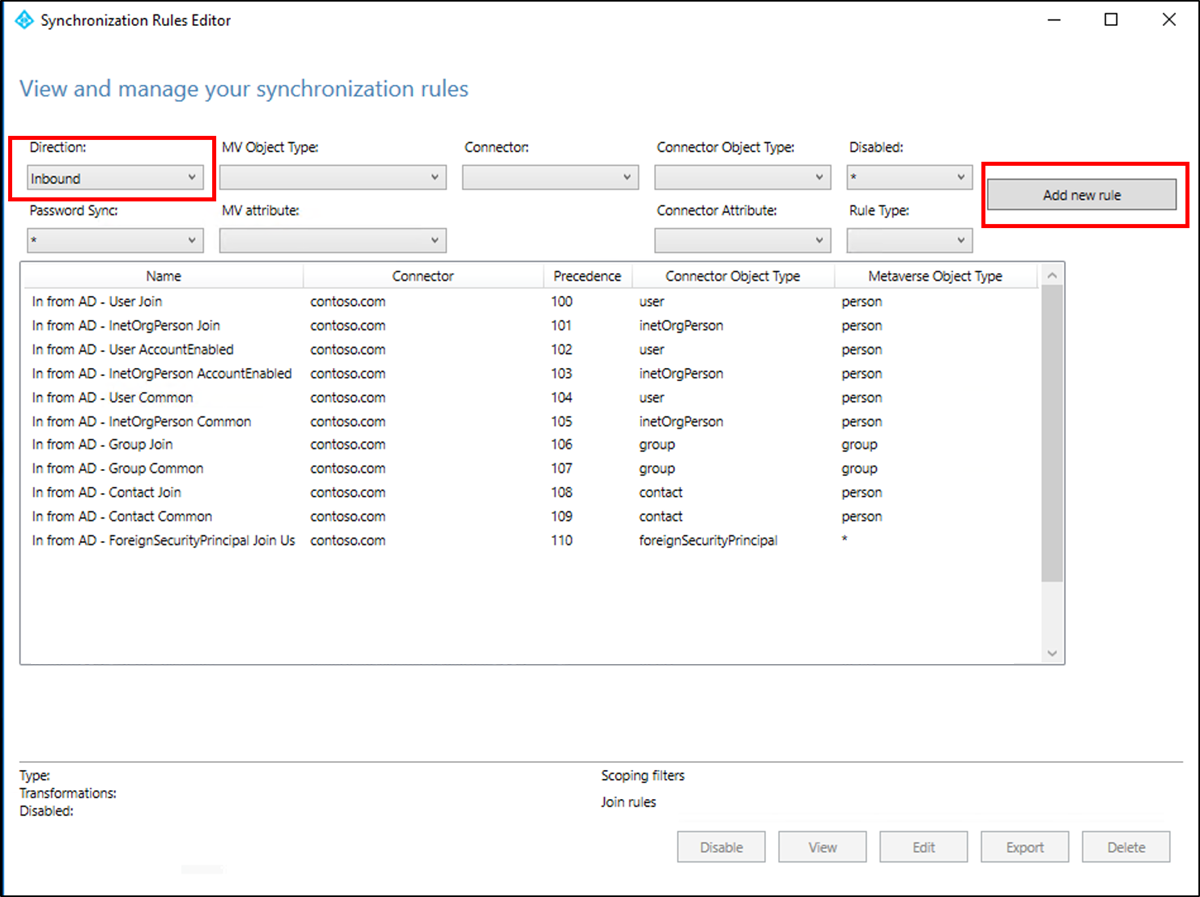 Synchronization Rules Editor
View and manage your synchronization rules
Direction: MV Object Type: Connector: Connector Object Type: Disabled:
Inbound *
Add new rule
Password Sync: MV attribute: Connector Attribute: Rule Type:
*
Name Connector Precedence Connector Object Type Metaverse Object Type
In from AD - User Join contoso.com 100 user person
In from AD - InetOrgPerson Join contoso.com 101 inetOrgPerson person
In from AD - User AccountEnabled contoso.com 102 user person
In from AD - InetOrgPerson AccountEnabled contoso.com 103 inetOrgPerson person
In from AD - User Common contoso.com 104 user person
In from AD - InetOrgPerson Common contoso.com 105 inetOrgPerson person
In from AD - Group Join contoso.com 106 group group
In from AD - Group Common contoso.com 107 group group
In from AD - Contact Join contoso.com 108 contact person
In from AD - Contact Common contoso.com 109 contact person
In from AD - ForeignSecurityPrincipal Join Us contoso.com 110 foreignSecurityPrincipal *
Type: Scoping filters
Transformations:
Join rules
Disabled:
Disable View Edit Export Delete